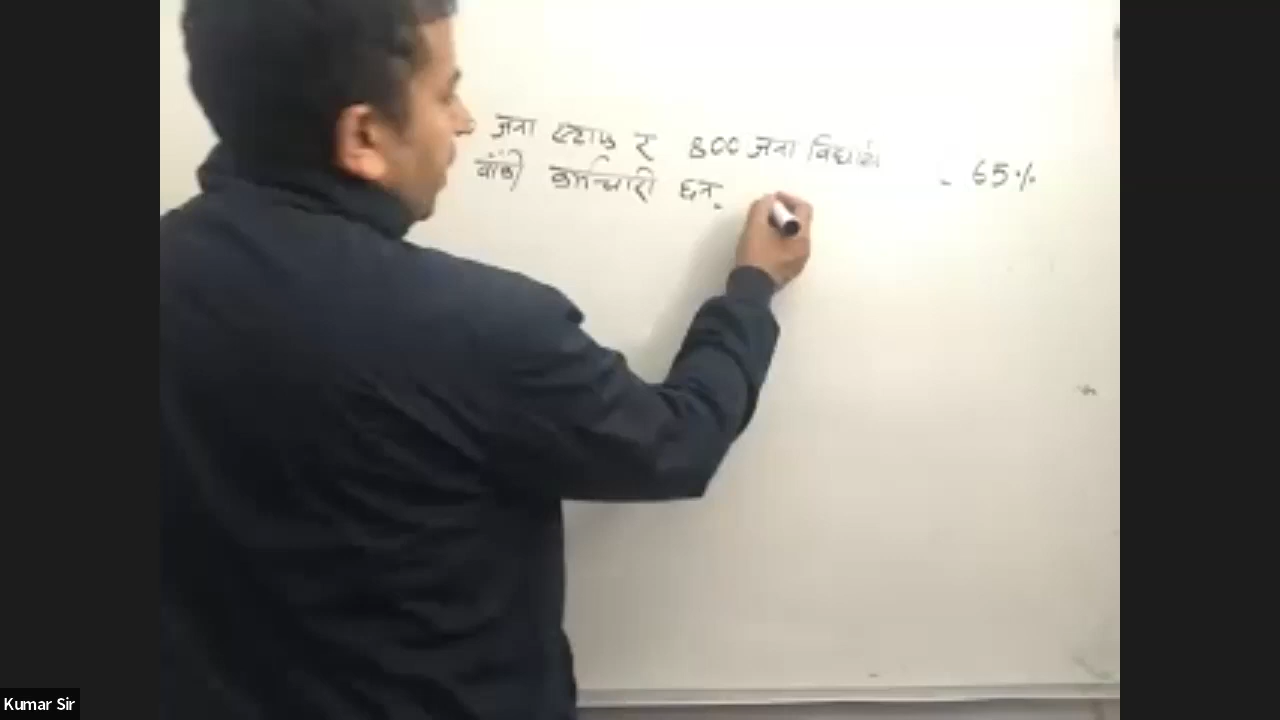 जना स्टाफ र 800 जना विद्यार्थी
65%
बाँकी कर्मचारी छन्
Kumar Sir